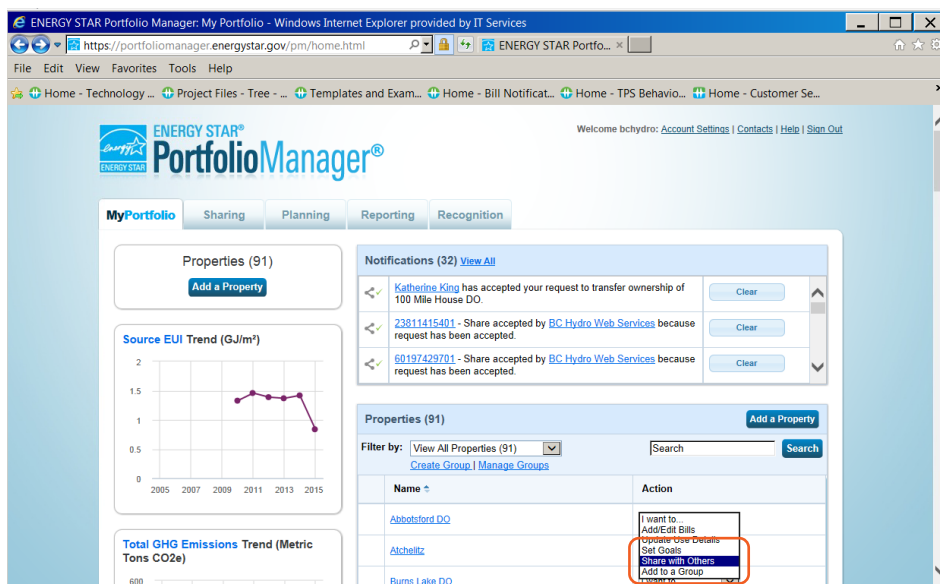 ENERGY STAR Portfolio Manager: My Portfolio - Windows Internet Explorer provided by IT Services
https://portfoliomanager.energystar.gov/pm/home.html
ENERGY STAR Portfo...
File Edit View Favorites Tools Help
Home - Technology ... Project Files - Tree - ... Templates and Exam... Home - Bill Notificat... Home - TPS Behavio... Home - Customer Se...
energy
ENERGY STAR
ENERGY STAR®
PortfolioManager®
Welcome bchydro: Account Settings | Contacts | Help | Sign Out
MyPortfolio Sharing Planning Reporting Recognition
Properties (91)
Add a Property
Source EUI Trend (GJ/m²)
2
1.5
1
0.5
0
2005 2007 2009 2011 2013 2015
Total GHG Emissions Trend (Metric
Tons CO2e)
600
Notifications (32) View All
Katherine King has accepted your request to transfer ownership of
100 Mile House DO.
Clear
23811415401 - Share accepted by BC Hydro Web Services because
request has been accepted.
Clear
60197429701 - Share accepted by BC Hydro Web Services because
request has been accepted.
Clear
Properties (91)
Add a Property
Filter by: View All Properties (91)
Search Search
Create Group | Manage Groups
Name Action
Abbotsford DO
Atchelitz
Burns Lake DO
I want to...
Add/Edit Bills
Update Use Details
Set Goals
Share with Others
Add to a Group
I want to...